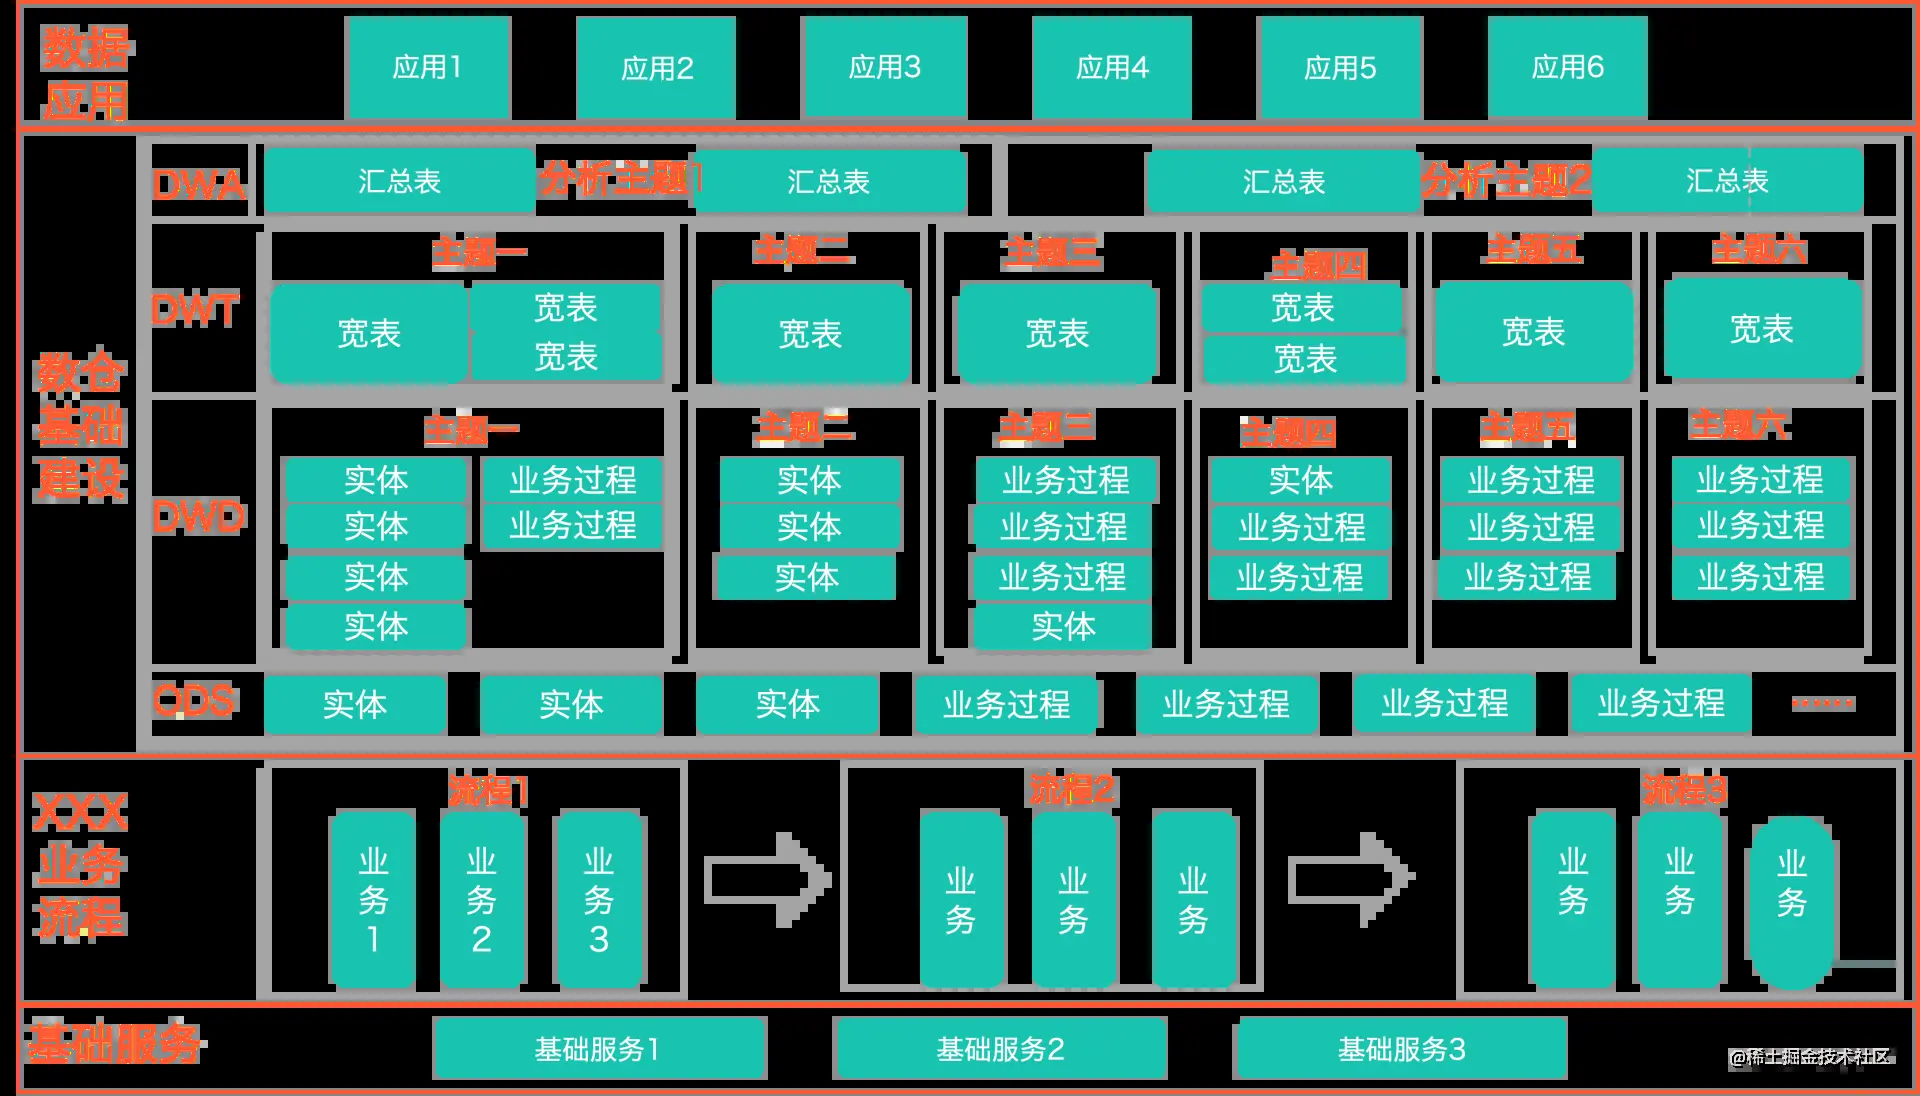 数据
应用
应用1
应用2
应用3
应用4
应用5
应用6
数仓
基础
建设
DWA
汇总表
分析主题1
汇总表
汇总表
分析主题2
汇总表
DWT
主题一
宽表
宽表
宽表
主题二
宽表
主题三
宽表
主题四
宽表
宽表
主题五
宽表
主题六
宽表
DWD
主题一
实体
实体
实体
实体
业务过程
业务过程
主题二
实体
实体
实体
主题三
业务过程
业务过程
业务过程
实体
主题四
实体
业务过程
业务过程
主题五
业务过程
业务过程
业务过程
主题六
业务过程
业务过程
业务过程
ODS
实体
实体
实体
业务过程
业务过程
业务过程
业务过程
……
XXX
业务
流程
流程1
业务1
业务2
业务3
流程2
业务
业务
业务
流程3
业务
业务
业务
基础服务
基础服务1
基础服务2
基础服务3
@稀土掘金技术社区